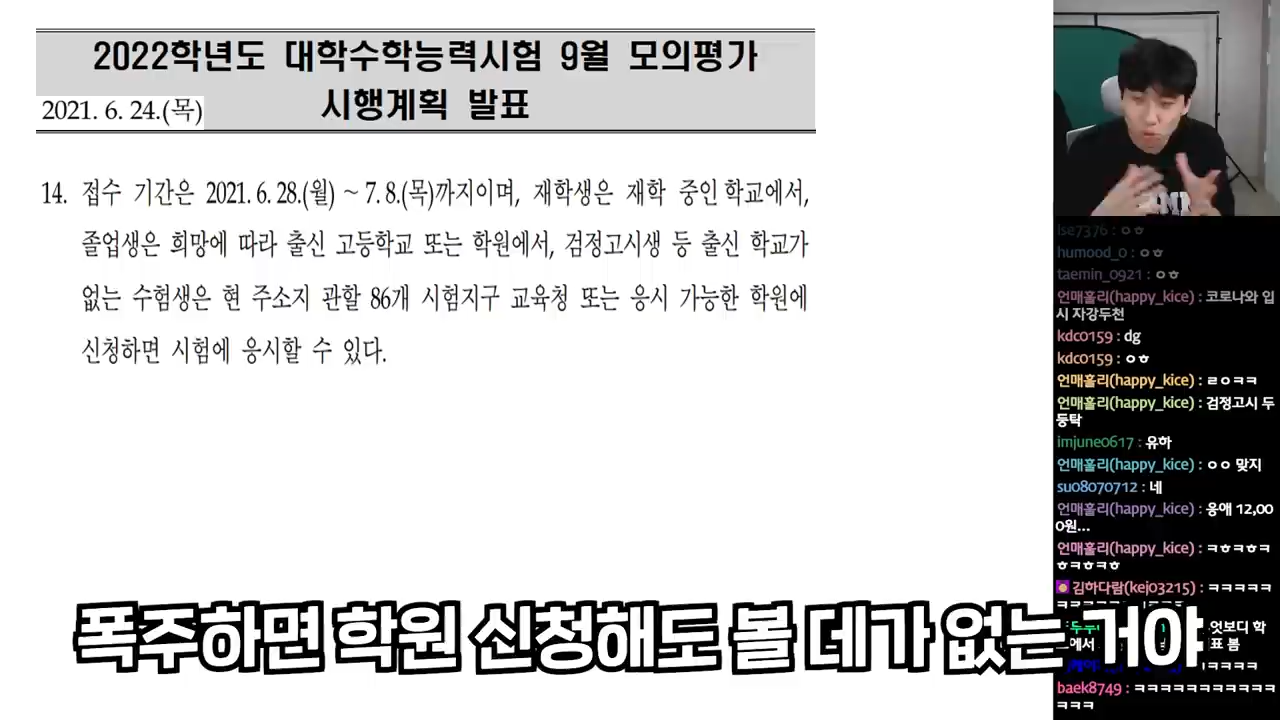 2022학년도 대학수학능력시험 9월 모의평가
시행계획 발표
2021. 6. 24.(목)
14. 접수 기간은 2021. 6. 28.(월) ~ 7. 8.(목)까지이며, 재학생은 재학 중인 학교에서,
졸업생은 희망에 따라 출신 고등학교 또는 학원에서, 검정고시생 등 출신 학교가
없는 수험생은 현 주소지 관할 86개 시험지구 교육청 또는 응시 가능한 학원에
신청하면 시험에 응시할 수 있다.
폭주하면 학원 신청해도 볼 데가 없는 거야
lse7376 : ㅇㅎ
humood_0 : ㅇㅎ
taemin_0921 : ㅇㅎ
언매홀리(happy_kice) : 코로나와 입
시 자강두천
kdc0159 : dg
kdc0159 : ㅇㅎ
언매홀리(happy_kice) : ㄹㅇㅋㅋ
언매홀리(happy_kice) : 검정고시 두
둥탁
imjune0617 : 유하
언매홀리(happy_kice) : ㅇㅇ 맞지
su08070712 : 네
언매홀리(happy_kice) : 응애 12,00
0원...
언매홀리(happy_kice) : ㅋㅎㅋㅎㅋ
ㅎㅋㅎㅋㅎ
김하다람(kej03215) : ㅋㅋㅋㅋㅋ
엿보디 학
에서
표 봄
ㅋㅋㅋㅋ
baek8749 : ㅋㅋㅋㅋㅋㅋㅋㅋㅋㅋㅋ
ㅋㅋㅋ